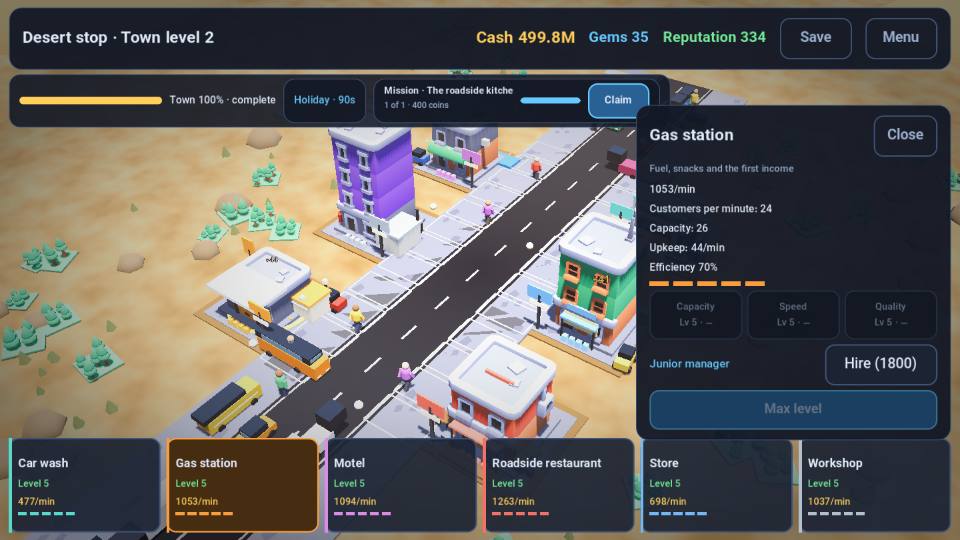 Desert stop · Town level 2
Cash 499.8M
Gems 35
Reputation 334
Save
Menu
Town 100% · complete
Holiday · 90s
Mission · The roadside kitche
1 of 1 · 400 coins
Claim
Gas station
Close
Fuel, snacks and the first income
1053/min
Customers per minute: 24
Capacity: 26
Upkeep: 44/min
Efficiency 70%
Capacity
Lv 5 · –
Speed
Lv 5 · –
Quality
Lv 5 · –
Junior manager
Hire (1800)
Max level
Car wash
Level 5
477/min
Gas station
Level 5
1053/min
Motel
Level 5
1094/min
Roadside restaurant
Level 5
1263/min
Store
Level 5
698/min
Workshop
Level 5
1037/min